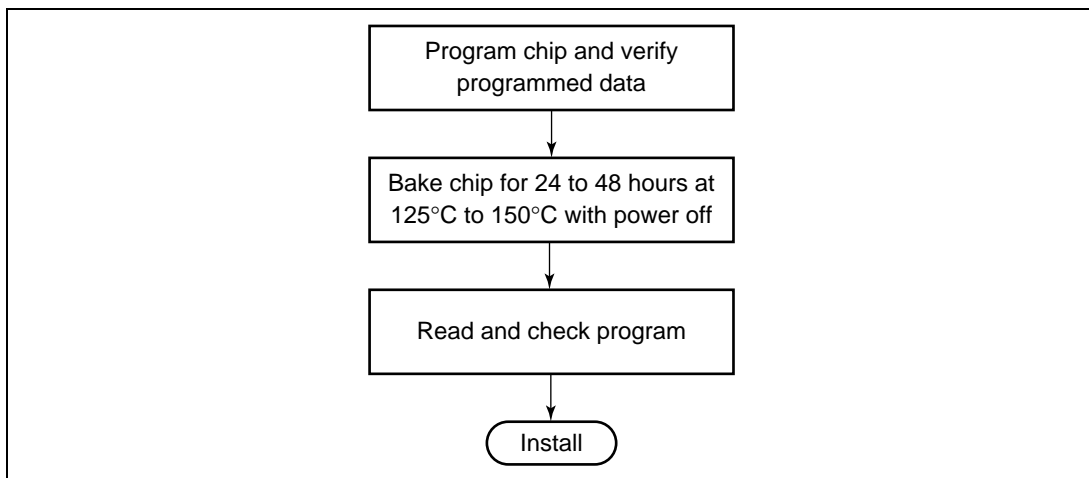 Program chip and verify
programmed data
Bake chip for 24 to 48 hours at
125°C to 150°C with power off
Read and check program
Install